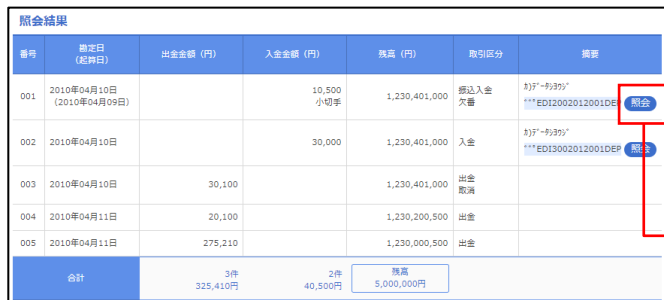 照会結果
番号 勘定日 出金金額（円） 入金金額（円） 残高（円） 取引区分 摘要
（起算日）
001 2010年04月10日 10,500 1,230,401,000 振込入金 ｶ)ﾃﾞｰﾀｼﾖｳｼﾞ
（2010年04月09日） 小切手 欠番 ***EDI2002012001DEP 照会
002 2010年04月10日 30,000 1,230,401,000 入金 ｶ)ﾃﾞｰﾀｼﾖｳｼﾞ
***EDI3002012001DEP 照会
003 2010年04月10日 30,100 1,230,401,000 出金
取消
004 2010年04月11日 20,100 1,230,200,500 出金
005 2010年04月11日 275,210 1,230,000,500 出金
合計 3件 2件 残高
325,410円 40,500円 5,000,000円